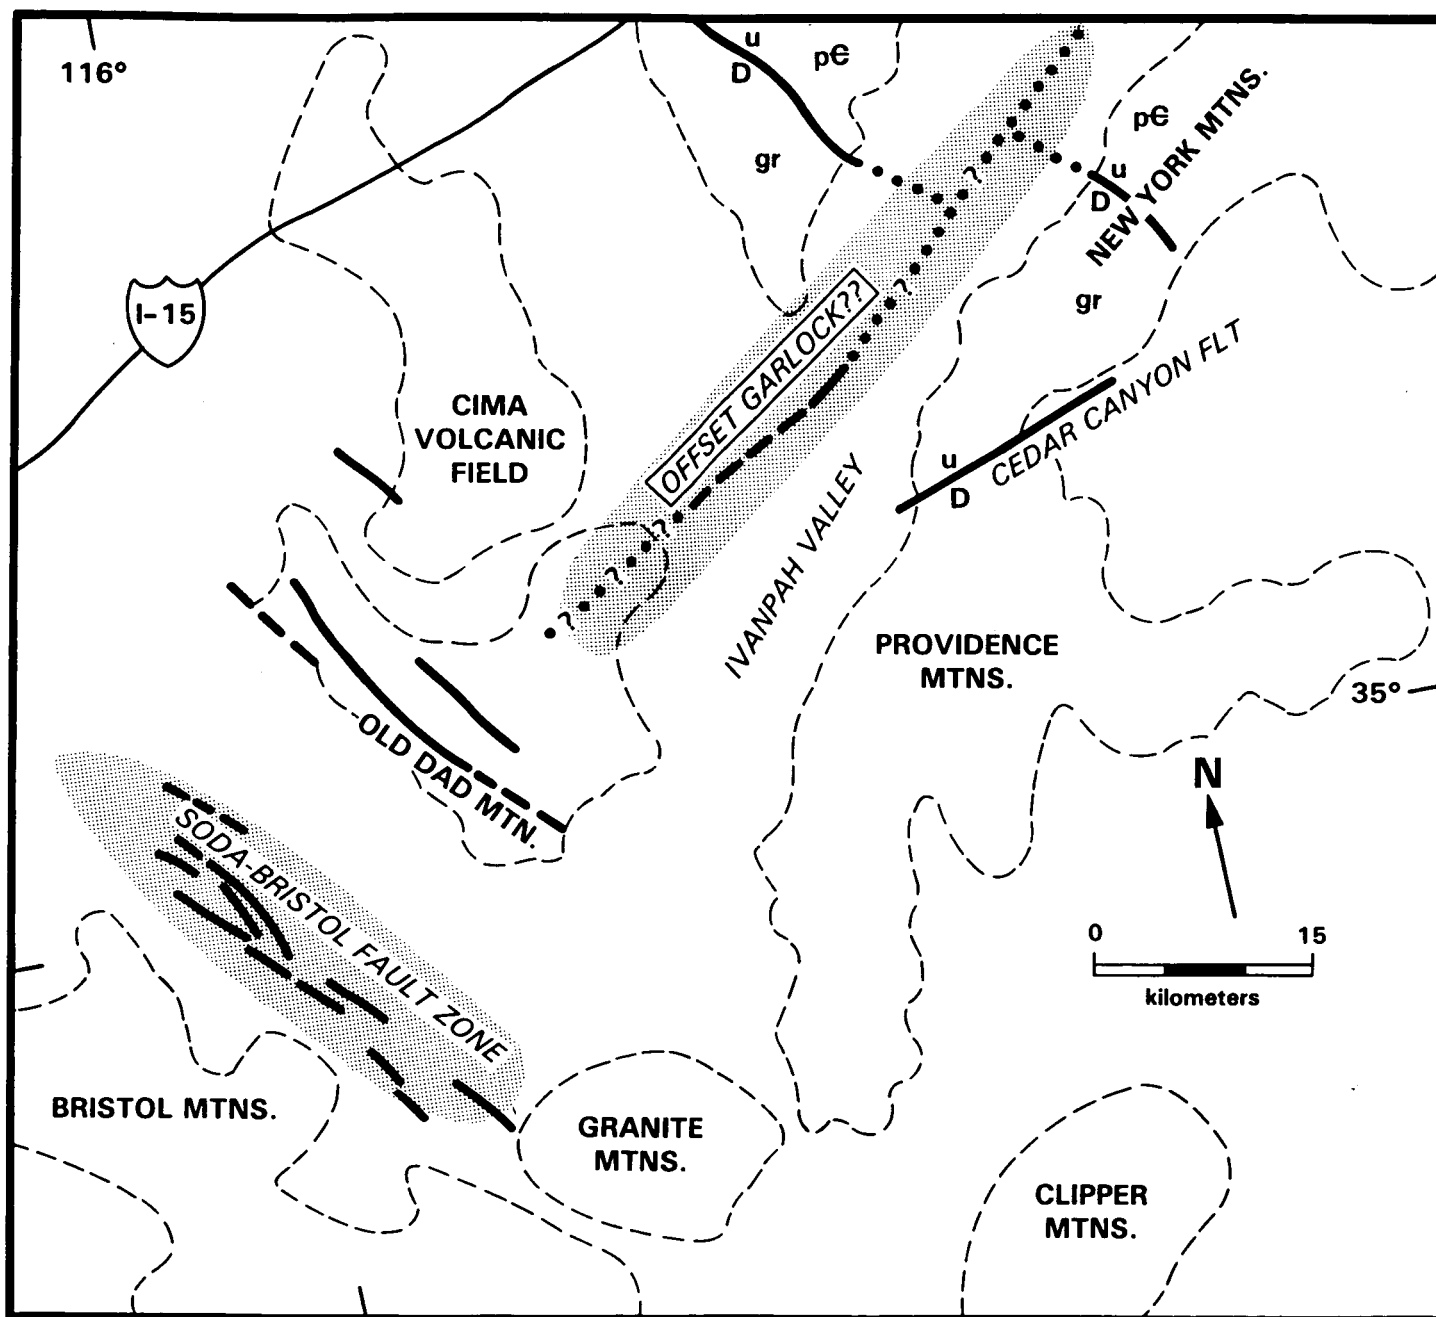 116°
u
D
p€
p€
NEW YORK MTNS.
gr
u
D
gr
?
?
I-15
OFFSET GARLOCK??
CIMA
VOLCANIC
FIELD
CEDAR CANYON FLT
u
D
?
?
?
IVANPAH VALLEY
PROVIDENCE
MTNS.
35°
OLD DAD MTN.
N
SODA-BRISTOL FAULT ZONE
0 15
kilometers
BRISTOL MTNS.
GRANITE
MTNS.
CLIPPER
MTNS.